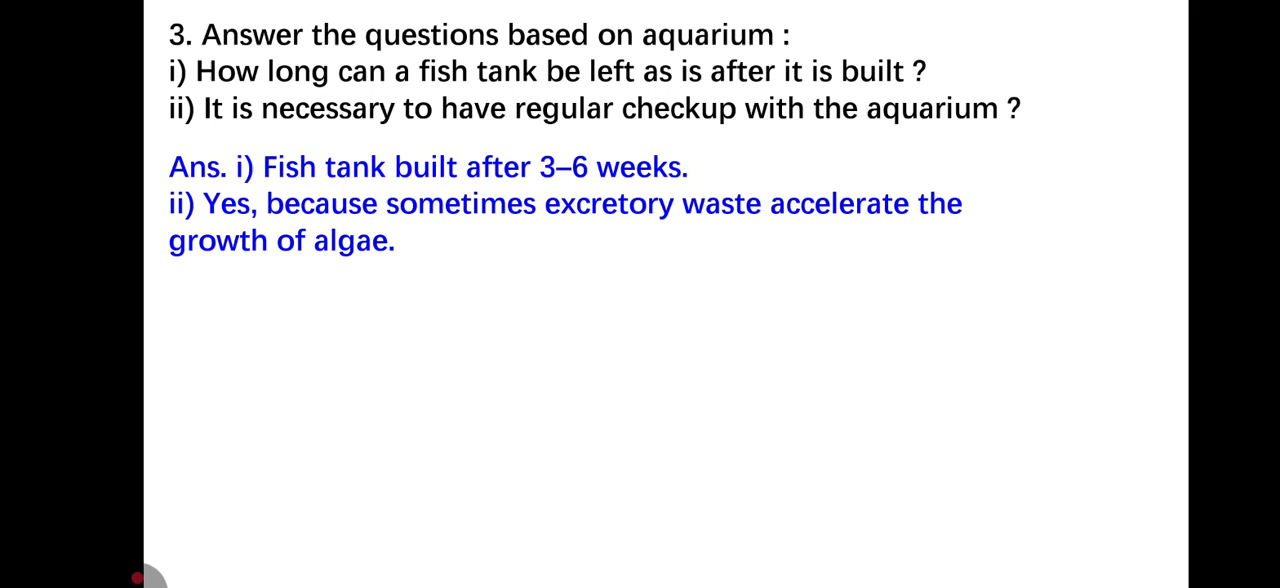 3. Answer the questions based on aquarium :
i) How long can a fish tank be left as is after it is built ?
ii) It is necessary to have regular checkup with the aquarium ?
Ans. i) Fish tank built after 3–6 weeks.
ii) Yes, because sometimes excretory waste accelerate the
growth of algae.